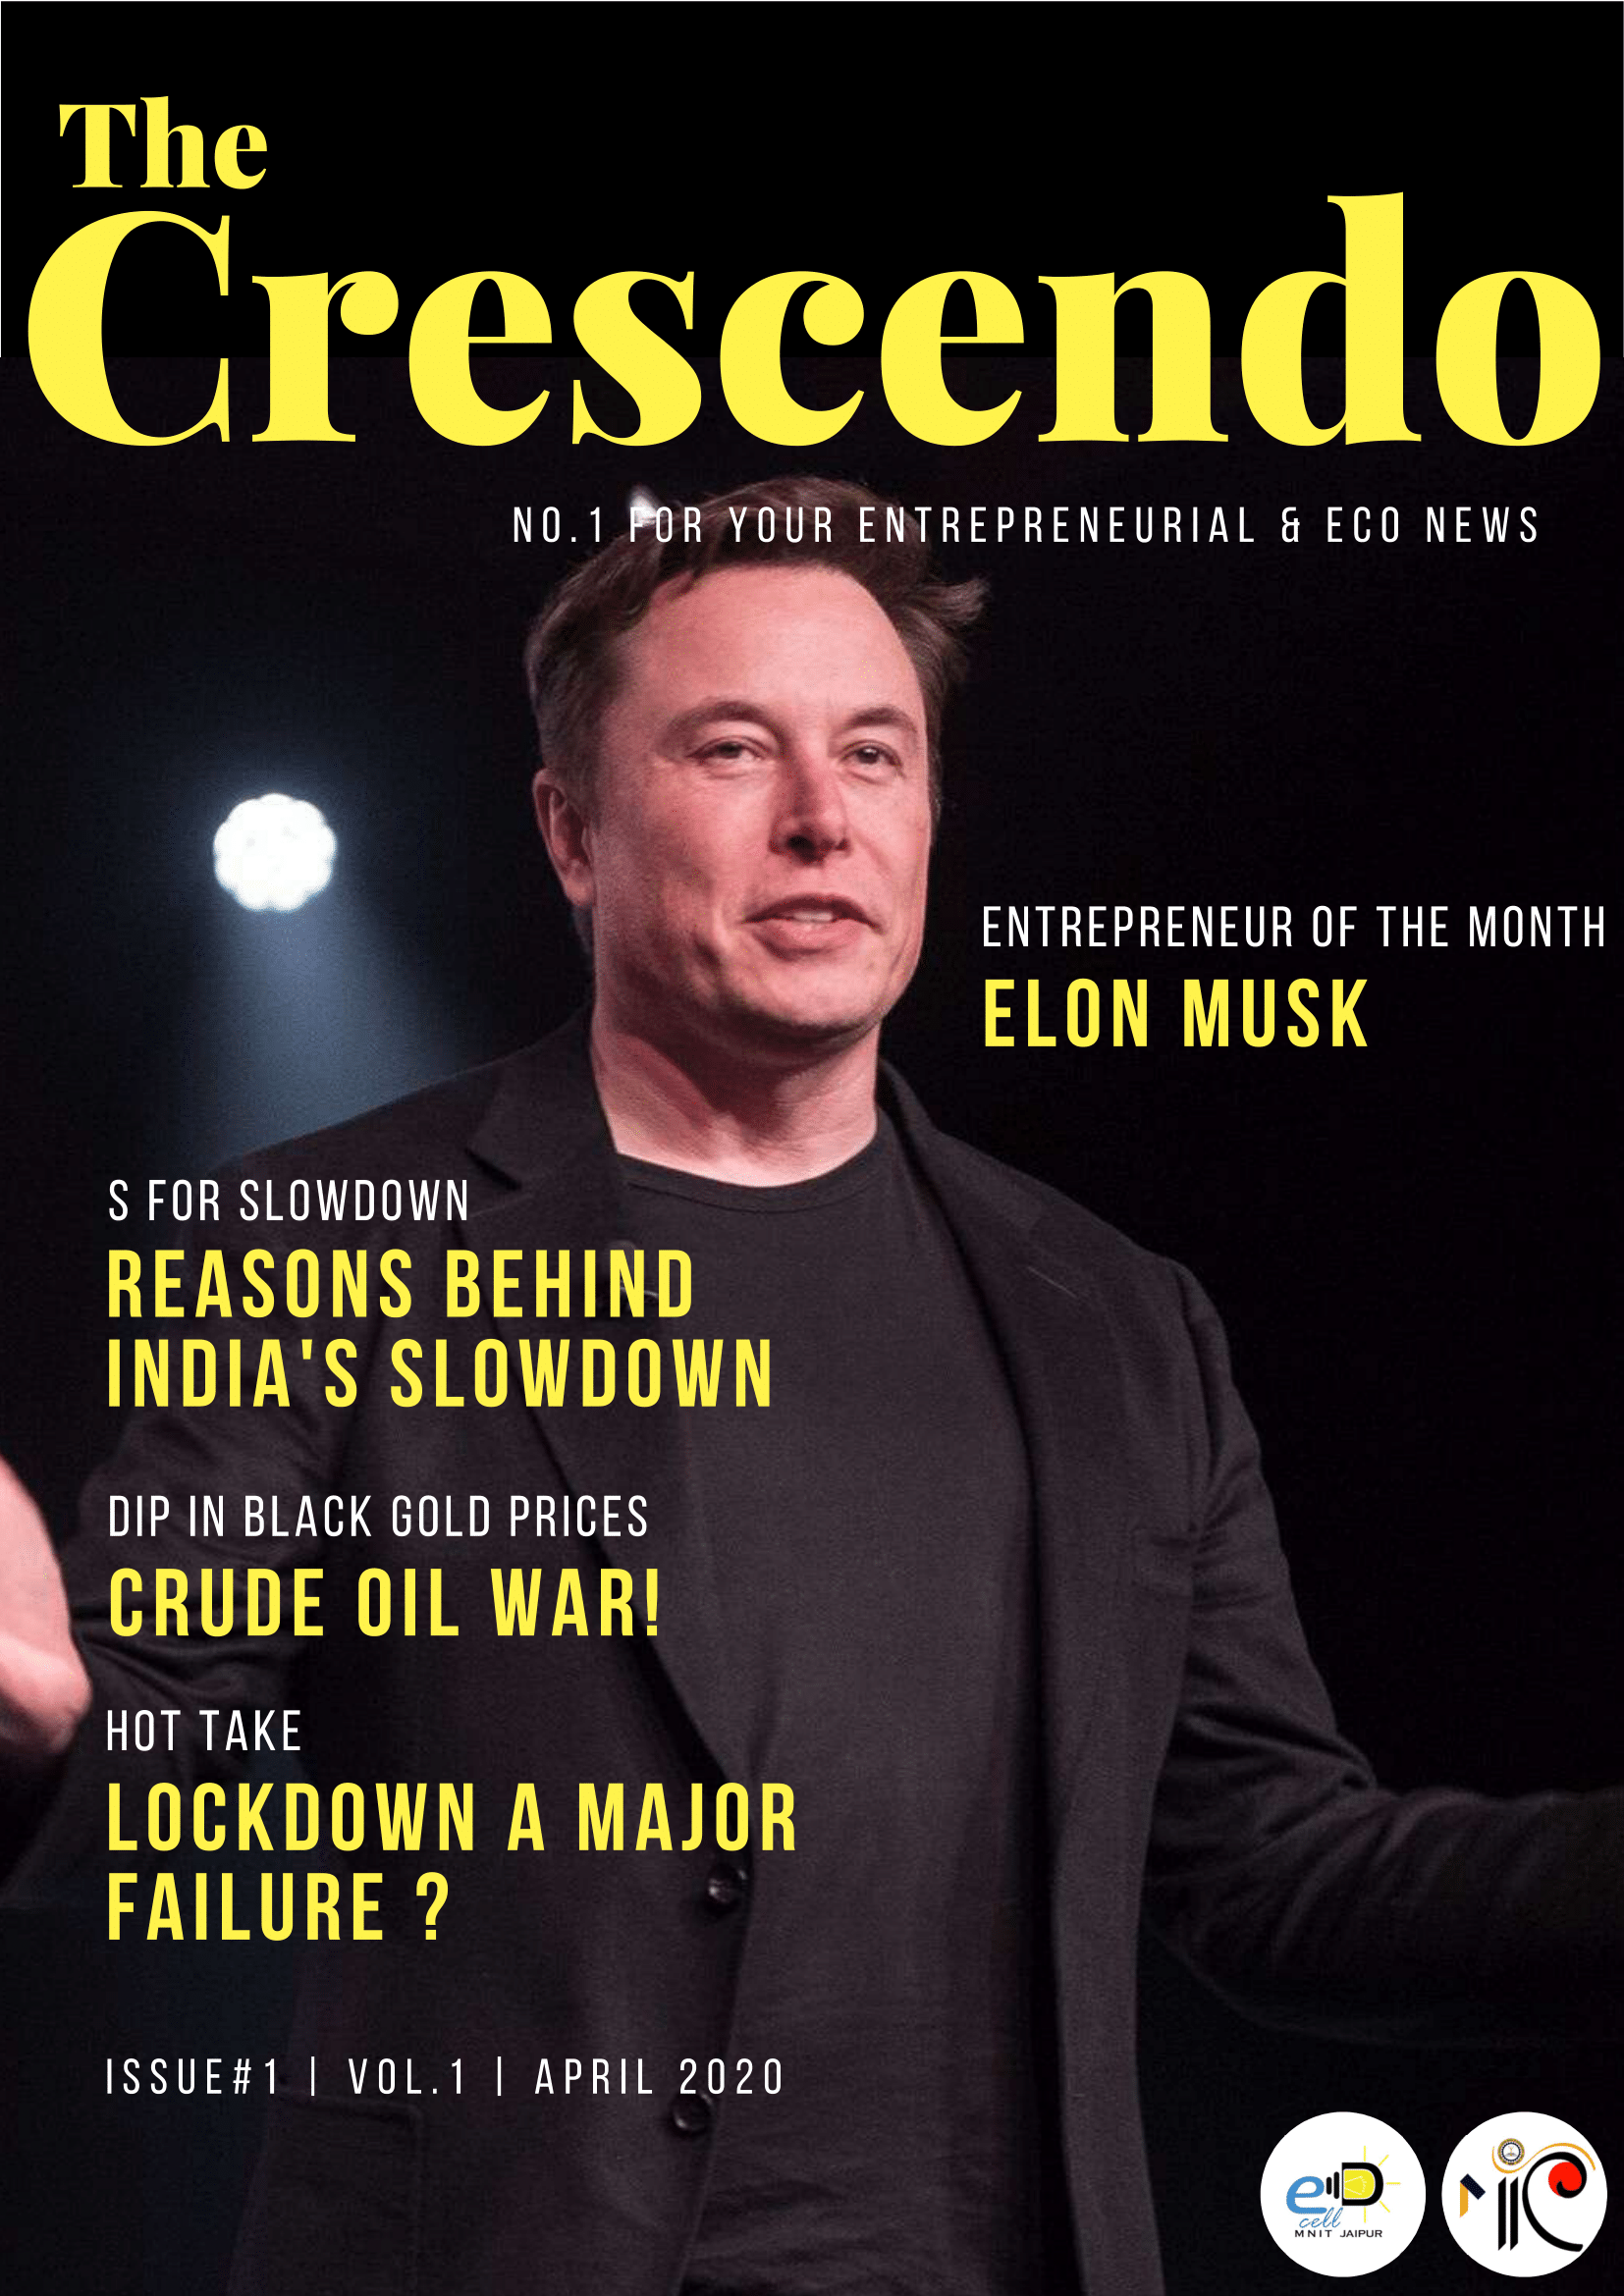 The
Crescendo
NO.1 FOR YOUR ENTREPRENEURIAL & ECO NEWS
ENTREPRENEUR OF THE MONTH
ELON MUSK
S FOR SLOWDOWN
REASONS BEHIND
INDIA'S SLOWDOWN
DIP IN BLACK GOLD PRICES
CRUDE OIL WAR!
HOT TAKE
LOCKDOWN A MAJOR
FAILURE ?
ISSUE#1 | VOL.1 | APRIL 2020
e
cell
MNIT JAIPUR